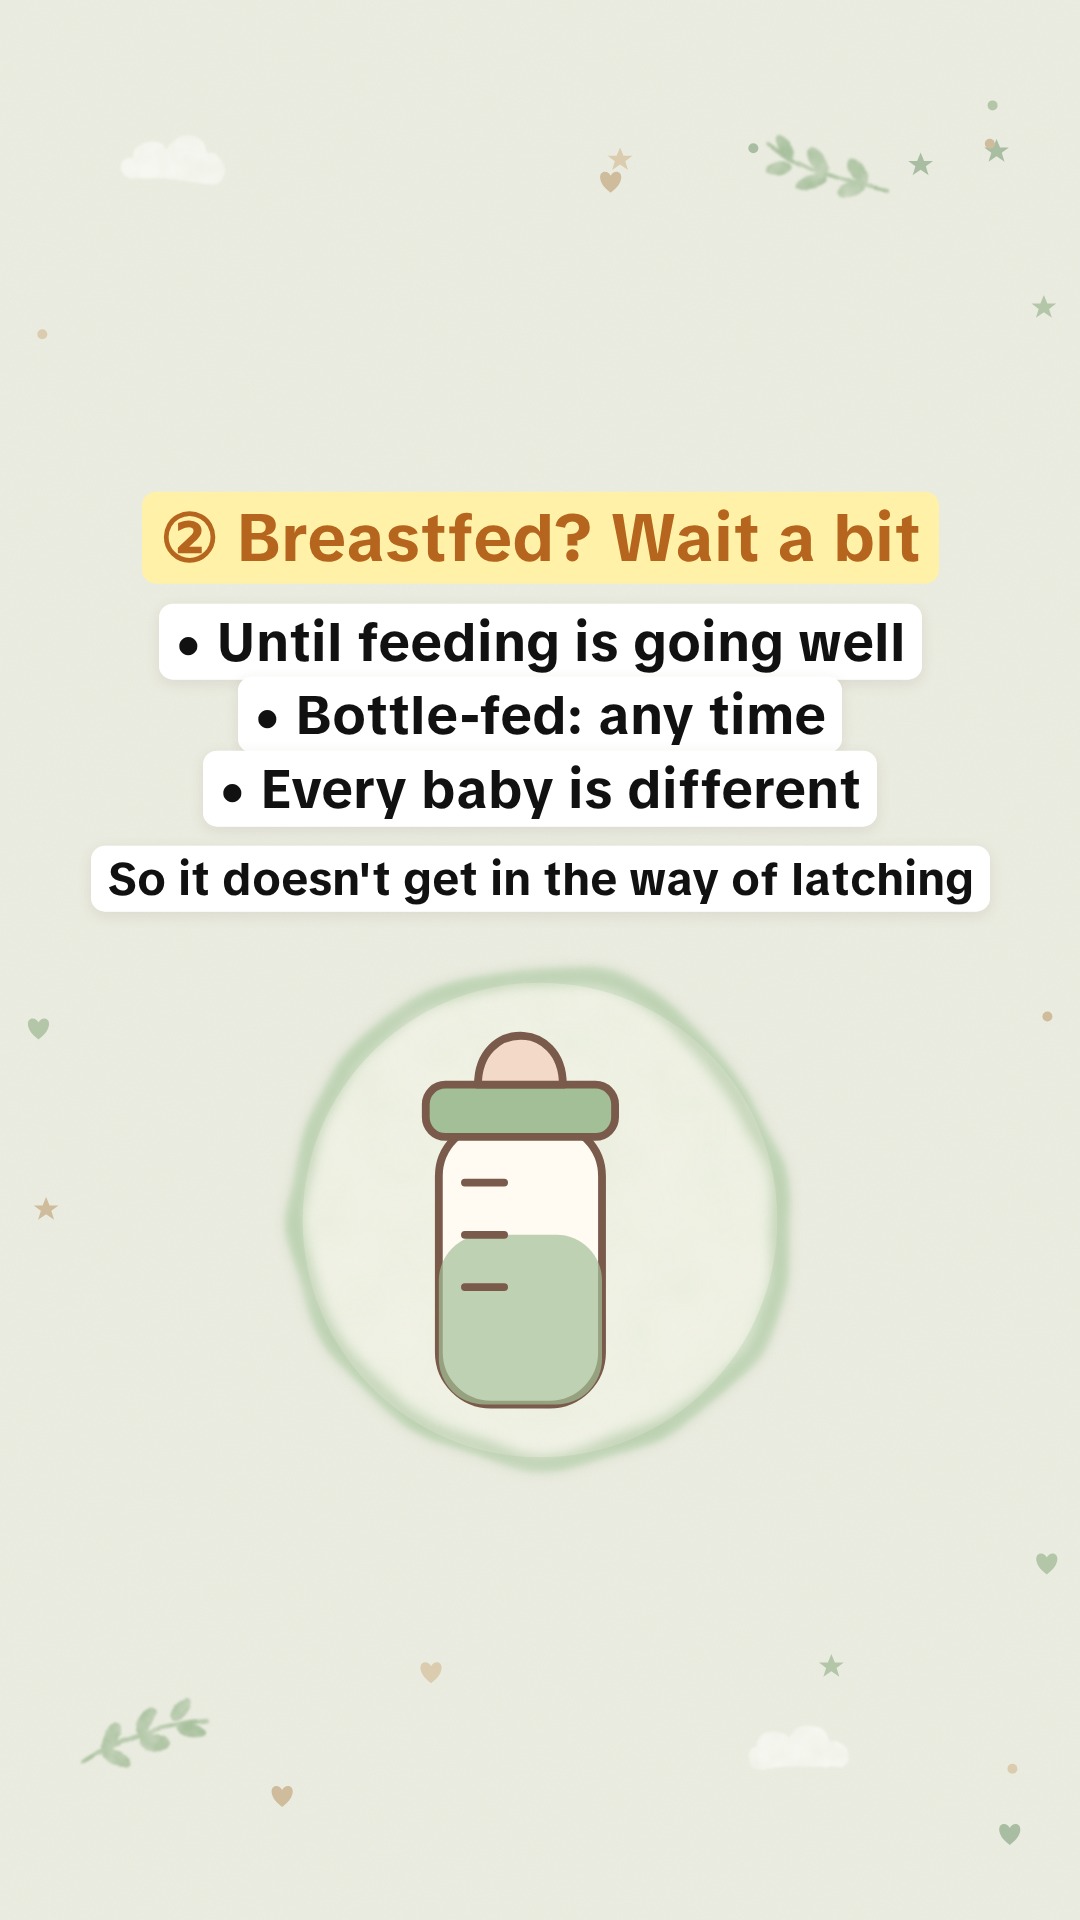 ② Breastfed? Wait a bit
• Until feeding is going well
• Bottle-fed: any time
• Every baby is different
So it doesn't get in the way of latching